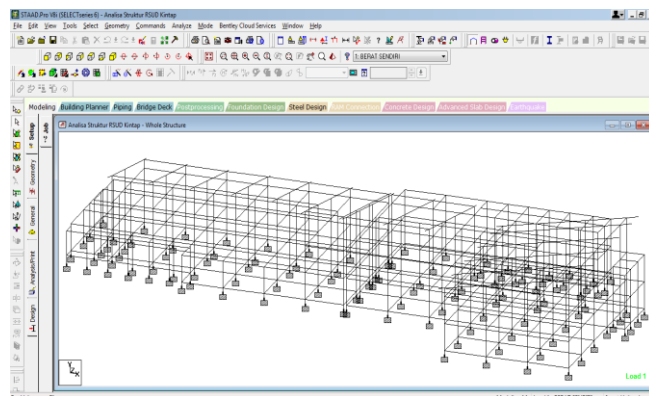 STAAD.Pro V8i (SELECTseries 6) - Analisa Struktur RSUD Kintap
File Edit View Tools Select Geometry Commands Analyze Mode Bentley Cloud Services Window Help
1: BERAT SENDIRI
Modeling Building Planner Piping Bridge Deck Postprocessing Foundation Design Steel Design RAM Connection Concrete Design Advanced Slab Design Earthquake
Analisa Struktur RSUD Kintap - Whole Structure
Setup
Job
Geometry
General
Analysis/Print
Design
Y
Z X
Load 1